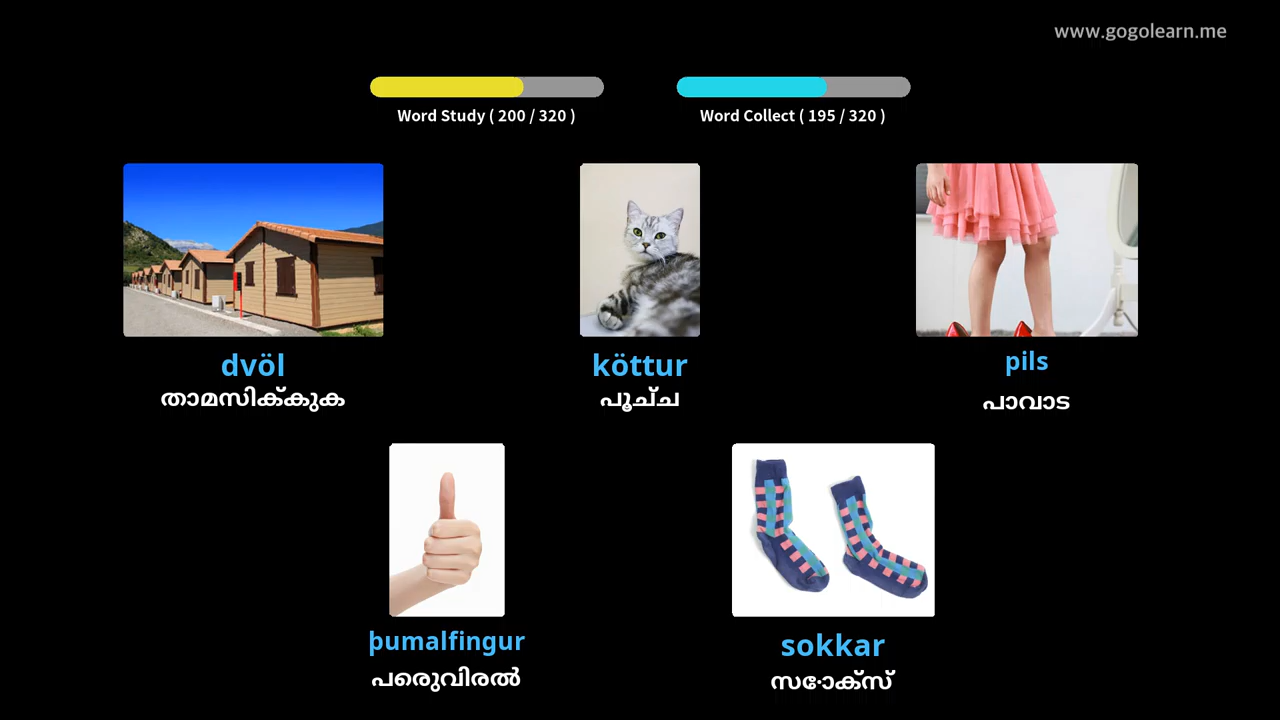 www.gogolearn.me
Word Study ( 200 / 320 )
Word Collect ( 195 / 320 )
dvöl
താമസിക്കുക
köttur
പൂച്ച
pils
പാവാട
þumalfingur
പെരുവിരൽ
sokkar
സോക്സ്